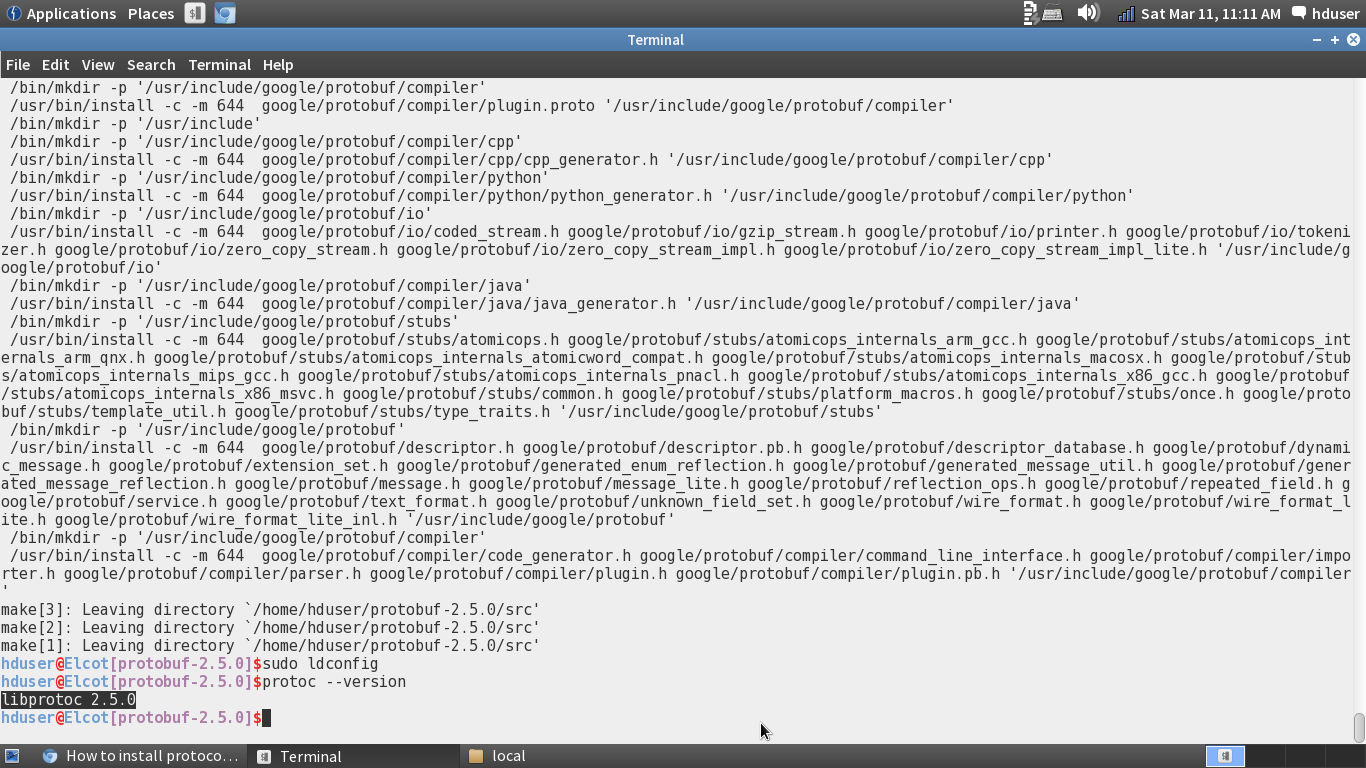 Applications Places Sat Mar 11, 11:11 AM hduser
Terminal
File Edit View Search Terminal Help
/bin/mkdir -p '/usr/include/google/protobuf/compiler'
/usr/bin/install -c -m 644  google/protobuf/compiler/plugin.proto '/usr/include/google/protobuf/compiler'
/bin/mkdir -p '/usr/include'
/bin/mkdir -p '/usr/include/google/protobuf/compiler/cpp'
/usr/bin/install -c -m 644  google/protobuf/compiler/cpp/cpp_generator.h '/usr/include/google/protobuf/compiler/cpp'
/bin/mkdir -p '/usr/include/google/protobuf/compiler/python'
/usr/bin/install -c -m 644  google/protobuf/compiler/python/python_generator.h '/usr/include/google/protobuf/compiler/python'
/bin/mkdir -p '/usr/include/google/protobuf/io'
/usr/bin/install -c -m 644  google/protobuf/io/coded_stream.h google/protobuf/io/gzip_stream.h google/protobuf/io/printer.h google/protobuf/io/tokeni
zer.h google/protobuf/io/zero_copy_stream.h google/protobuf/io/zero_copy_stream_impl.h google/protobuf/io/zero_copy_stream_impl_lite.h '/usr/include/g
oogle/protobuf/io'
/bin/mkdir -p '/usr/include/google/protobuf/compiler/java'
/usr/bin/install -c -m 644  google/protobuf/compiler/java/java_generator.h '/usr/include/google/protobuf/compiler/java'
/bin/mkdir -p '/usr/include/google/protobuf/stubs'
/usr/bin/install -c -m 644  google/protobuf/stubs/atomicops.h google/protobuf/stubs/atomicops_internals_arm_gcc.h google/protobuf/stubs/atomicops_int
ernals_arm_qnx.h google/protobuf/stubs/atomicops_internals_atomicword_compat.h google/protobuf/stubs/atomicops_internals_macosx.h google/protobuf/stub
s/atomicops_internals_mips_gcc.h google/protobuf/stubs/atomicops_internals_pnacl.h google/protobuf/stubs/atomicops_internals_x86_gcc.h google/protobuf
/stubs/atomicops_internals_x86_msvc.h google/protobuf/stubs/common.h google/protobuf/stubs/platform_macros.h google/protobuf/stubs/once.h google/proto
buf/stubs/template_util.h google/protobuf/stubs/type_traits.h '/usr/include/google/protobuf/stubs'
/bin/mkdir -p '/usr/include/google/protobuf'
/usr/bin/install -c -m 644  google/protobuf/descriptor.h google/protobuf/descriptor.pb.h google/protobuf/descriptor_database.h google/protobuf/dynami
c_message.h google/protobuf/extension_set.h google/protobuf/generated_enum_reflection.h google/protobuf/generated_message_util.h google/protobuf/gener
ated_message_reflection.h google/protobuf/message.h google/protobuf/message_lite.h google/protobuf/reflection_ops.h google/protobuf/repeated_field.h g
oogle/protobuf/service.h google/protobuf/text_format.h google/protobuf/unknown_field_set.h google/protobuf/wire_format.h google/protobuf/wire_format_l
ite.h google/protobuf/wire_format_lite_inl.h '/usr/include/google/protobuf'
/bin/mkdir -p '/usr/include/google/protobuf/compiler'
/usr/bin/install -c -m 644  google/protobuf/compiler/code_generator.h google/protobuf/compiler/command_line_interface.h google/protobuf/compiler/impo
rter.h google/protobuf/compiler/parser.h google/protobuf/compiler/plugin.h google/protobuf/compiler/plugin.pb.h '/usr/include/google/protobuf/compiler
'
make[3]: Leaving directory `/home/hduser/protobuf-2.5.0/src'
make[2]: Leaving directory `/home/hduser/protobuf-2.5.0/src'
make[1]: Leaving directory `/home/hduser/protobuf-2.5.0/src'
hduser@Elcot[protobuf-2.5.0]$sudo ldconfig
hduser@Elcot[protobuf-2.5.0]$protoc --version
libprotoc 2.5.0
hduser@Elcot[protobuf-2.5.0]$
How to install protoco… Terminal local